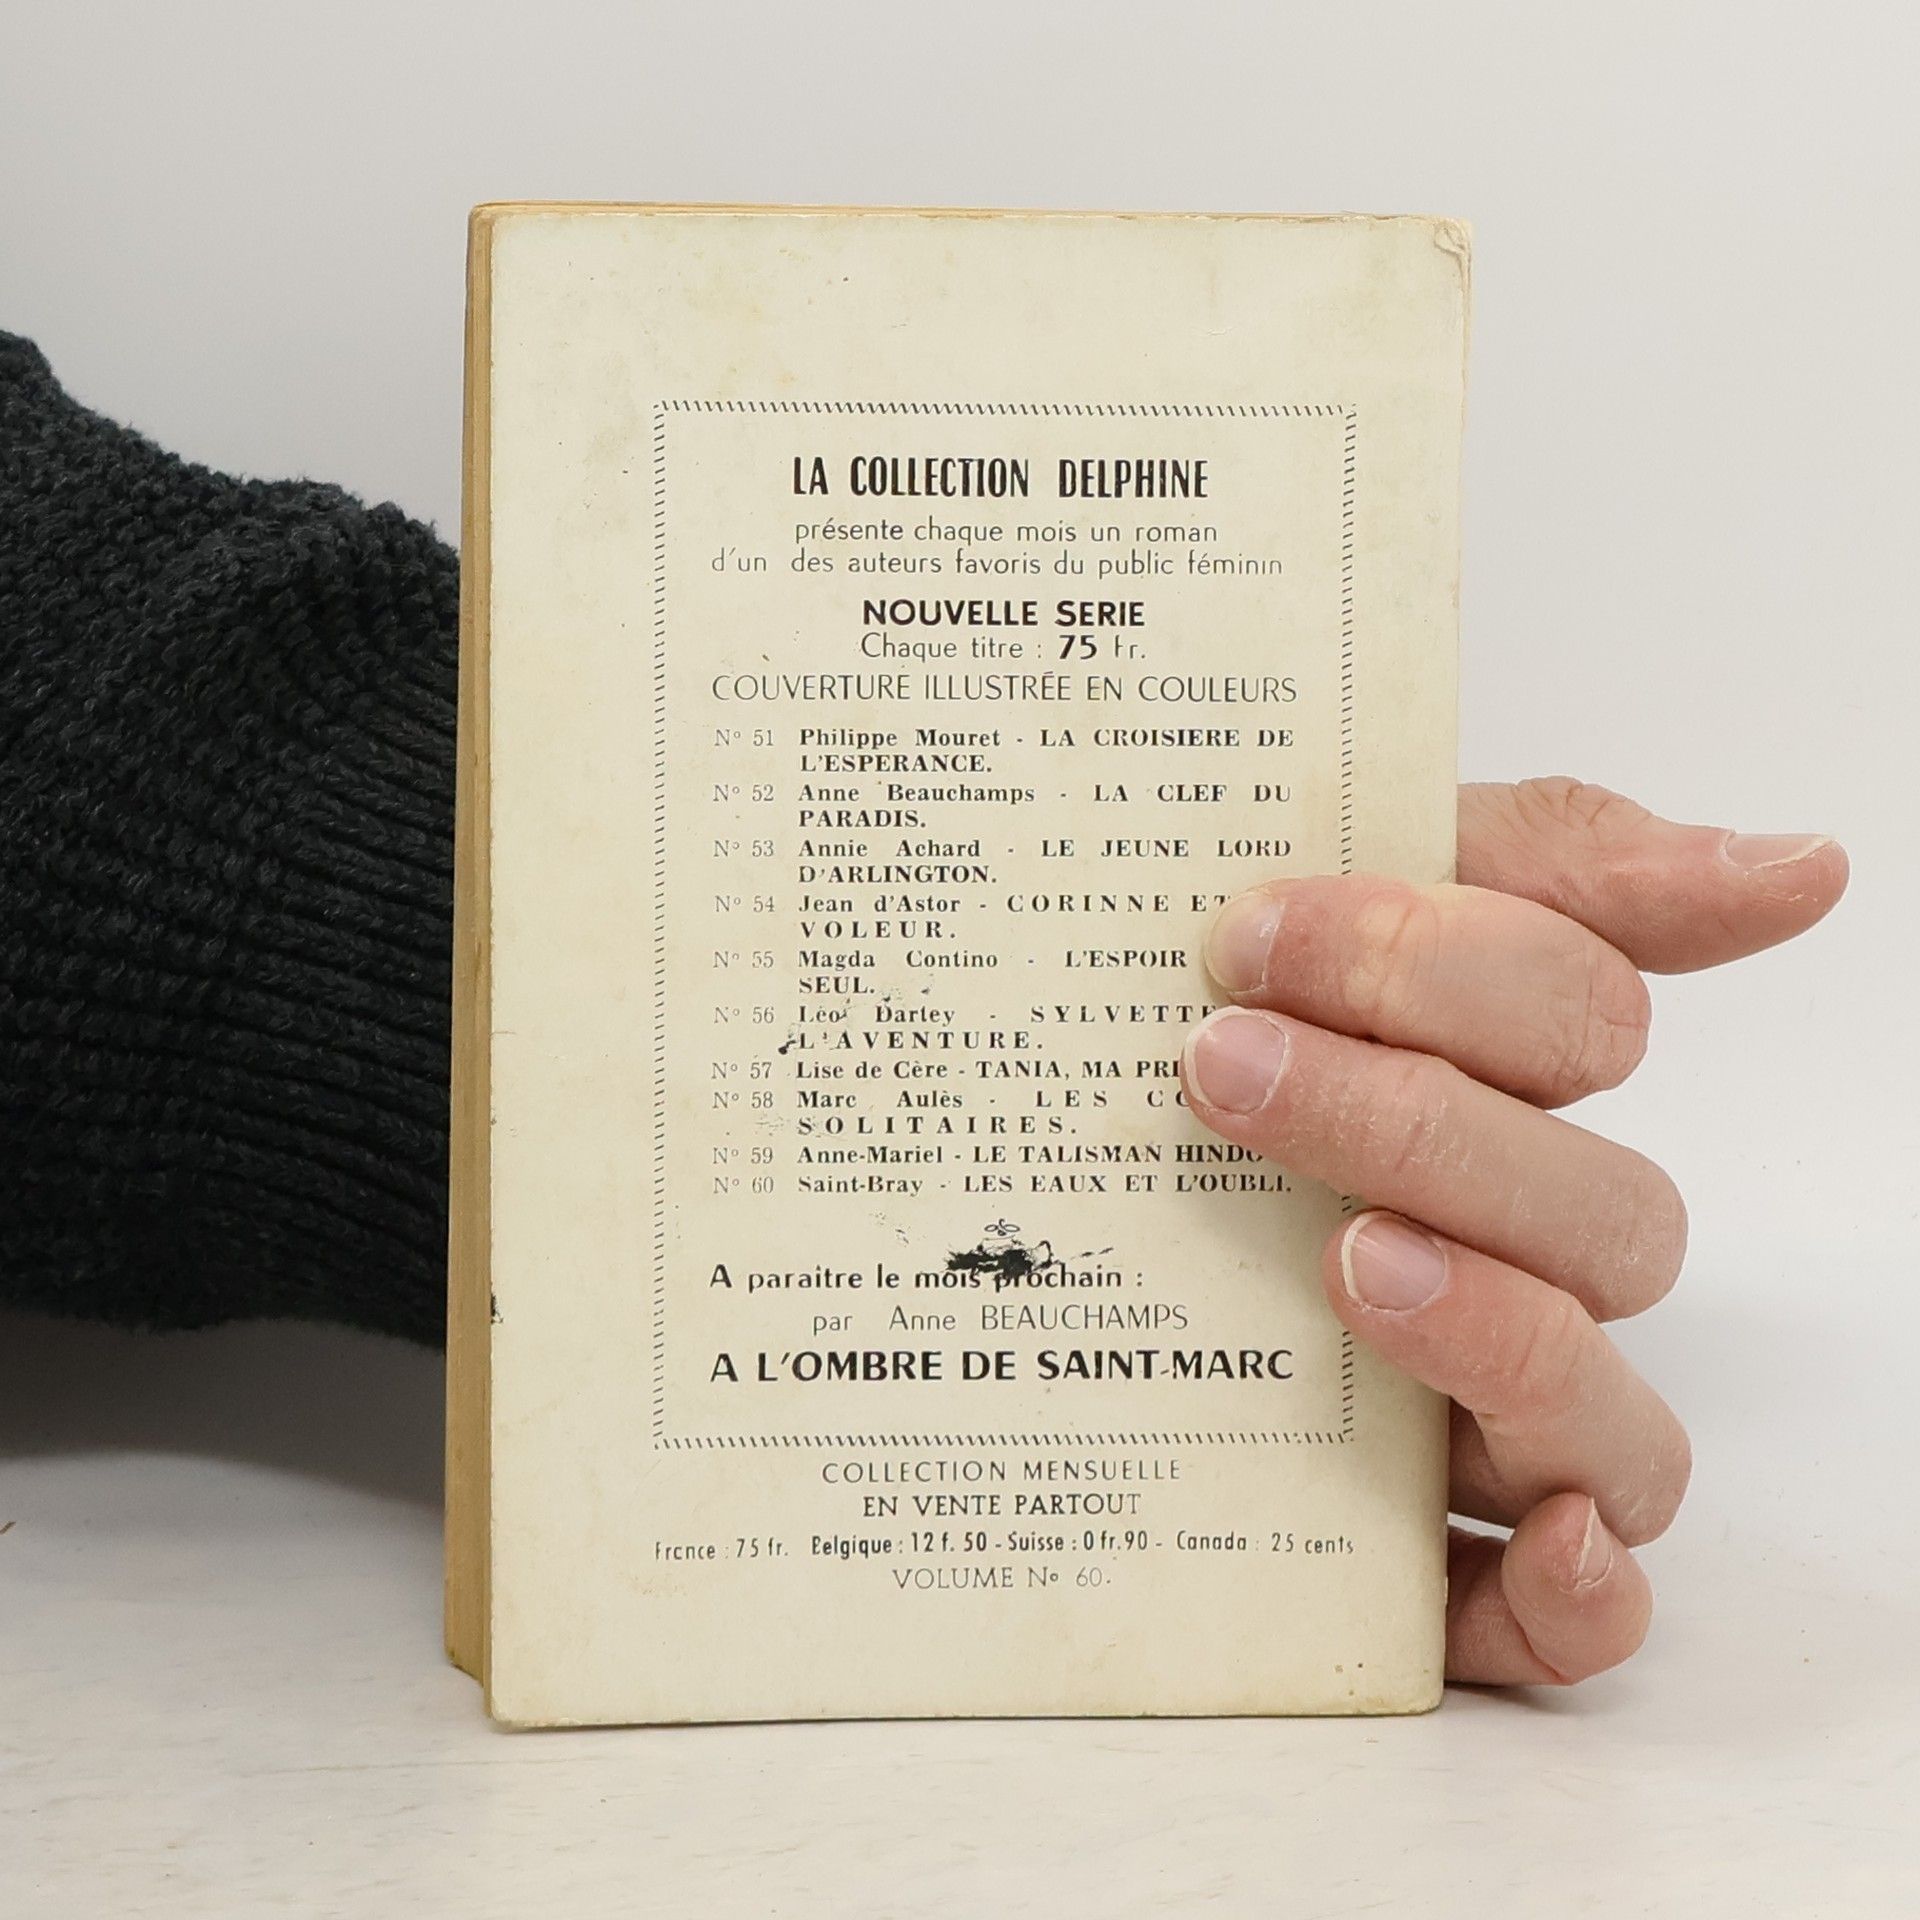 LA COLLECTION DELPHINE
présente chaque mois un roman
d'un des auteurs favoris du public féminin
NOUVELLE SERIE
Chaque titre : 75 fr.
COUVERTURE ILLUSTRÉE EN COULEURS
N° 51 Philippe Mouret - LA CROISIERE DE
L'ESPERANCE.
N° 52 Anne Beauchamps - LA CLEF DU
PARADIS.
N° 53 Annie Achard - LE JEUNE LORD
D'ARLINGTON.
N° 54 Jean d'Astor - CORINNE ET
VOLEUR.
N° 55 Magda Contino - L'ESPOIR
SEUL.
N° 56 Léo Dartey - SYLVETTE
L'AVENTURE.
N° 57 Lise de Cère - TANIA, MA
N° 58 Marc Aulès - LES
SOLITAIRES.
N° 59 Anne-Mariel - LE TALISMAN
N° 60 Saint-Bray - LES EAUX ET L'OUBLI.
A paraitre le mois prochain :
par Anne BEAUCHAMPS
A L'OMBRE DE SAINT-MARC
COLLECTION MENSUELLE
EN VENTE PARTOUT
France : 75 fr. Belgique : 12 f. 50 - Suisse : 0 fr. 90 - Canada : 25 cents
VOLUME N° 60.